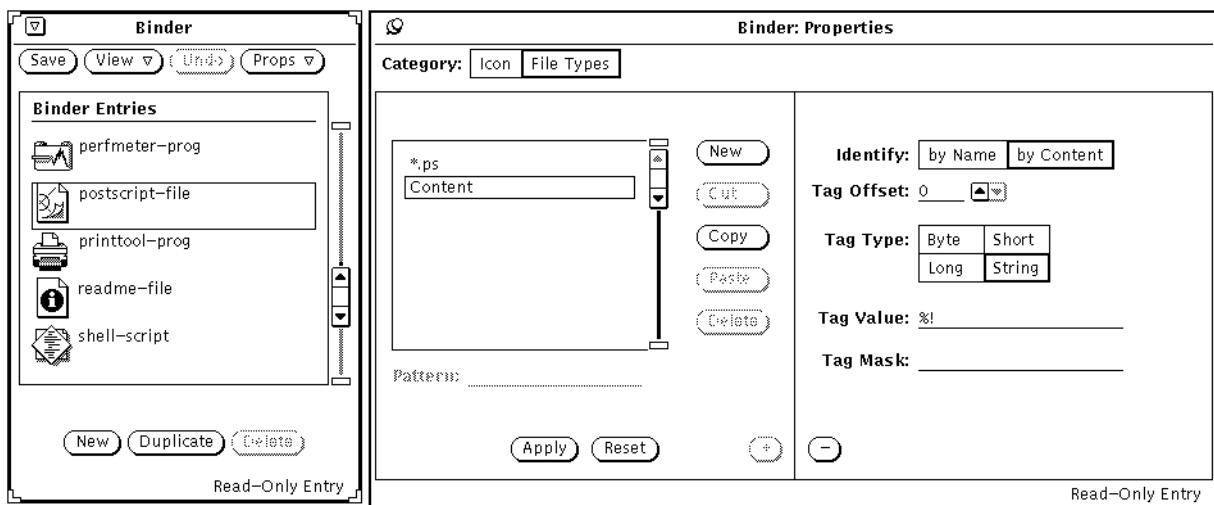 Binder
Save View Undo Props
Binder Entries
perfmeter-prog
postscript-file
printtool-prog
readme-file
shell-script
New Duplicate Delete
Read-Only Entry
Binder: Properties
Category: Icon File Types
*.ps
Content
New
Cut
Copy
Paste
Delete
Pattern:
Apply Reset +
Identify: by Name by Content
Tag Offset: 0
Tag Type: Byte Short
Long String
Tag Value: %!
Tag Mask:
−
Read-Only Entry